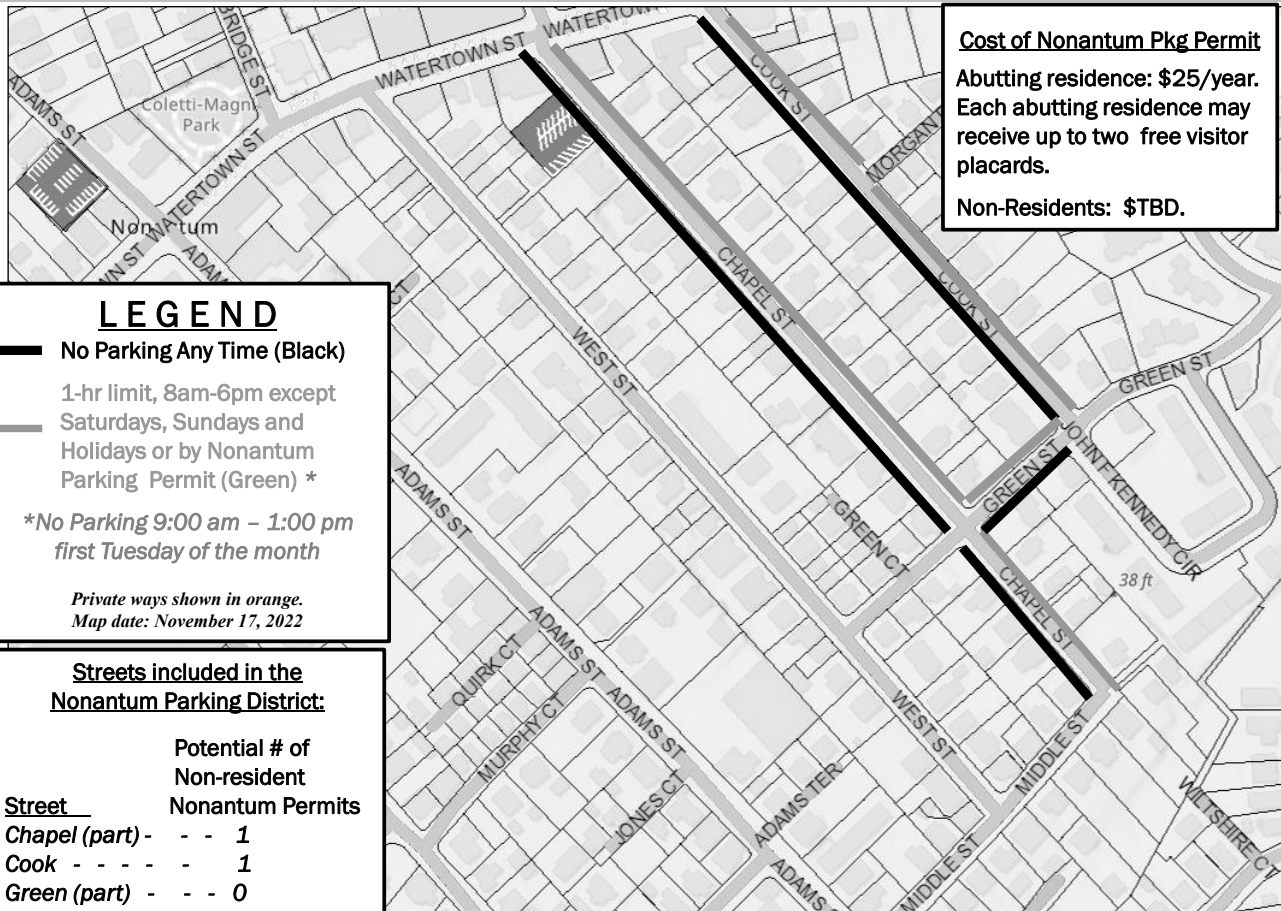 BRIDGE ST
WATERTOWN ST
WATERTOWN
ADAMS ST
Coletti-Magni
Park
WATERTOWN ST
Nonantum
WN ST
ADAM
CT
COOK ST
MORGAN
CHAPEL ST
COOK ST
WEST ST
GREEN ST
JOHN F KENNEDY CIR
GREEN ST
GREEN CT
ADAMS ST
38 ft
CHAPEL ST
ADAMS ST
QUIRK CT
MURPHY CT
ADAMS ST
WEST ST
MIDDLE ST
JONES CT
ADAMS TER
WILTSHIRE CT
MIDDLE ST
ADAMS
Cost of Nonantum Pkg Permit
Abutting residence: $25/year.
Each abutting residence may
receive up to two free visitor
placards.
Non-Residents: $TBD.
LEGEND
No Parking Any Time (Black)
1-hr limit, 8am-6pm except
Saturdays, Sundays and
Holidays or by Nonantum
Parking Permit (Green) *
*No Parking 9:00 am – 1:00 pm
first Tuesday of the month
Private ways shown in orange.
Map date: November 17, 2022
Streets included in the
Nonantum Parking District:
Potential # of
Non-resident
Street Nonantum Permits
Chapel (part) - - - 1
Cook - - - - - 1
Green (part) - - - 0